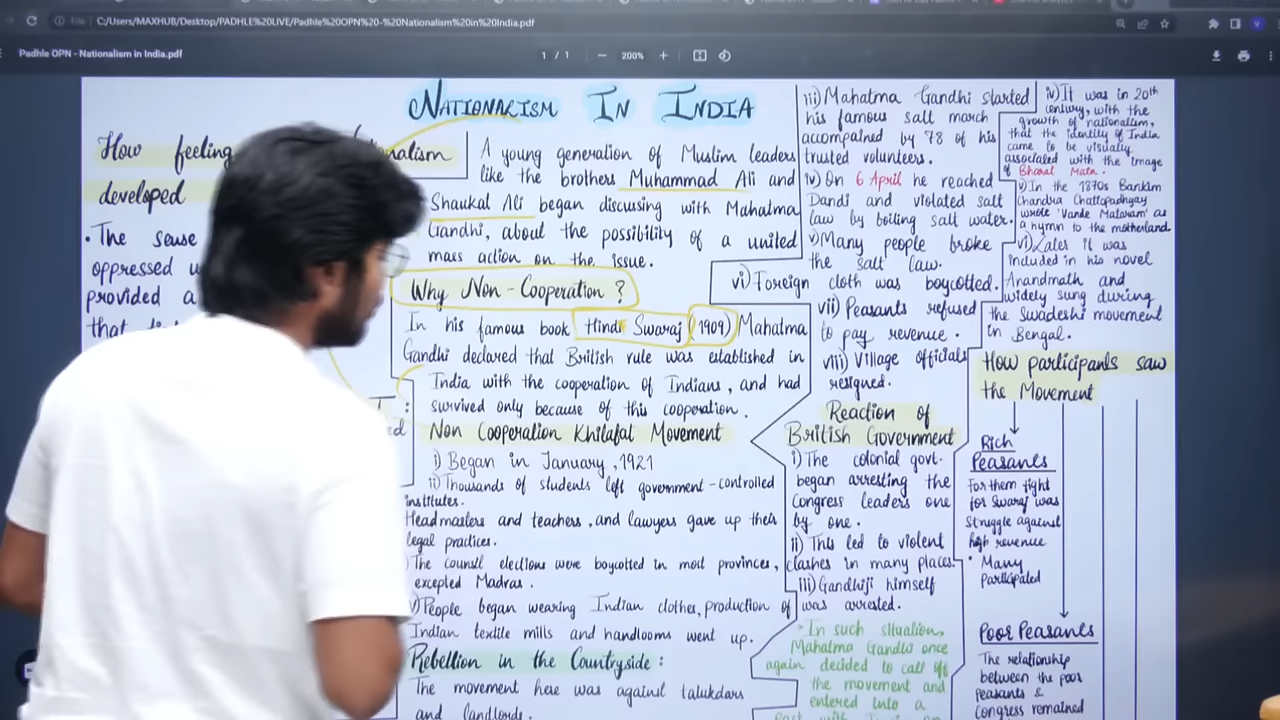 C:/Users/MAXHUB/Desktop/PADHLE%20LIVE/Padhle%20OPN%20-%20Nationalism%20in%20India.pdf
Padhle OPN - Nationalism in India.pdf
1 / 1
200%
NATIONALISM IN INDIA
How feeling
nalism
developed
• The sense
oppressed
provided a
that
A young generation of Muslim leaders
like the brothers Muhammad Ali and
Shaukal Ali began discussing with Mahatma
Gandhi, about the possibility of a united
mass action on the issue.
Why Non-Cooperation ?
In his famous book Hind Swaraj (1909) Mahatma
Gandhi declared that British rule was established in
India with the cooperation of Indians, and had
survived only because of this cooperation.
Non Cooperation Khilafat Movement
i) Began in January, 1921
ii) Thousands of students left government-controlled
institutes.
Headmasters and teachers, and lawyers gave up their
legal practices.
The council elections were boycotted in most provinces,
excepted Madras.
v) People began wearing Indian clothes, production of
Indian textile mills and handlooms went up.
Rebellion in the Countryside :
The movement here was against talukdars
and landlords.
iii) Mahatma Gandhi started
his famous salt march
accompained by 78 of his
trusted volunteers.
iv) On 6 April he reached
Dandi and violated salt
law by boiling salt water.
v) Many people broke
the salt law.
vi) Foreign cloth was boycotted.
vii) Peasants refused
to pay revenue.
viii) Village officials
resigned.
Reaction of
British Government
i) The colonial govt.
began arresting the
Congress leaders one
by one.
ii) This led to violent
clashes in many places.
iii) Gandhiji himself
was arrested.
• In such situation,
Mahatma Gandhi once
again decided to call off
the movement and
entered into a
iv) It was in 20th
century, with the
growth of nationalism,
that the identity of India
came to be visually
associated with the image
of Bharat Mata.
v) In the 1870s Bankim
Chandra Chattopadhyay
wrote 'Vande Mataram' as
a hymn to the motherland.
vi) Later it was
included in his novel
Anandmath and
widely sung during
the Swadeshi movement
in Bengal.
How participants saw
the Movement
Rich
Peasants
For them fight
for Swaraj was
struggle against
high revenue
• Many
participated
Poor Peasants
The relationship
between the poor
peasants &
Congress remained